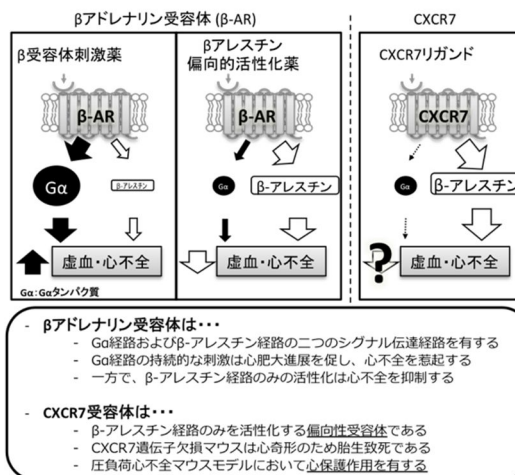 βアドレナリン受容体 (β-AR)
CXCR7
β受容体刺激薬
βアレスチン
偏向的活性化薬
CXCR7リガンド
β-AR
β-AR
CXCR7
Gα
β-アレスチン
Gα
β-アレスチン
Gα
β-アレスチン
虚血・心不全
虚血・心不全
?
虚血・心不全
Gα:Gαタンパク質
- βアドレナリン受容体は・・・
- Gα経路およびβ-アレスチン経路の二つのシグナル伝達経路を有する
- Gα経路の持続的な刺激は心肥大進展を促し、心不全を惹起する
- 一方で、β-アレスチン経路のみの活性化は心不全を抑制する
- CXCR7受容体は・・・
- β-アレスチン経路のみを活性化する偏向性受容体である
- CXCR7遺伝子欠損マウスは心奇形のため胎生致死である
- 圧負荷心不全マウスモデルにおいて心保護作用を有する